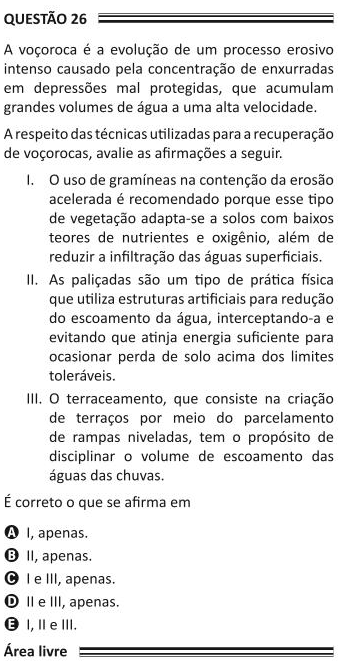 QUESTÃO 26
A voçoroca é a evolução de um processo erosivo
intenso causado pela concentração de enxurradas
em depressões mal protegidas, que acumulam
grandes volumes de água a uma alta velocidade.
A respeito das técnicas utilizadas para a recuperação
de voçorocas, avalie as afirmações a seguir.
I. O uso de gramíneas na contenção da erosão
acelerada é recomendado porque esse tipo
de vegetação adapta-se a solos com baixos
teores de nutrientes e oxigênio, além de
reduzir a infiltração das águas superficiais.
II. As paliçadas são um tipo de prática física
que utiliza estruturas artificiais para redução
do escoamento da água, interceptando-a e
evitando que atinja energia suficiente para
ocasionar perda de solo acima dos limites
toleráveis.
III. O terraceamento, que consiste na criação
de terraços por meio do parcelamento
de rampas niveladas, tem o propósito de
disciplinar o volume de escoamento das
águas das chuvas.
É correto o que se afirma em
A I, apenas.
B II, apenas.
C I e III, apenas.
D II e III, apenas.
E I, II e III.
Área livre